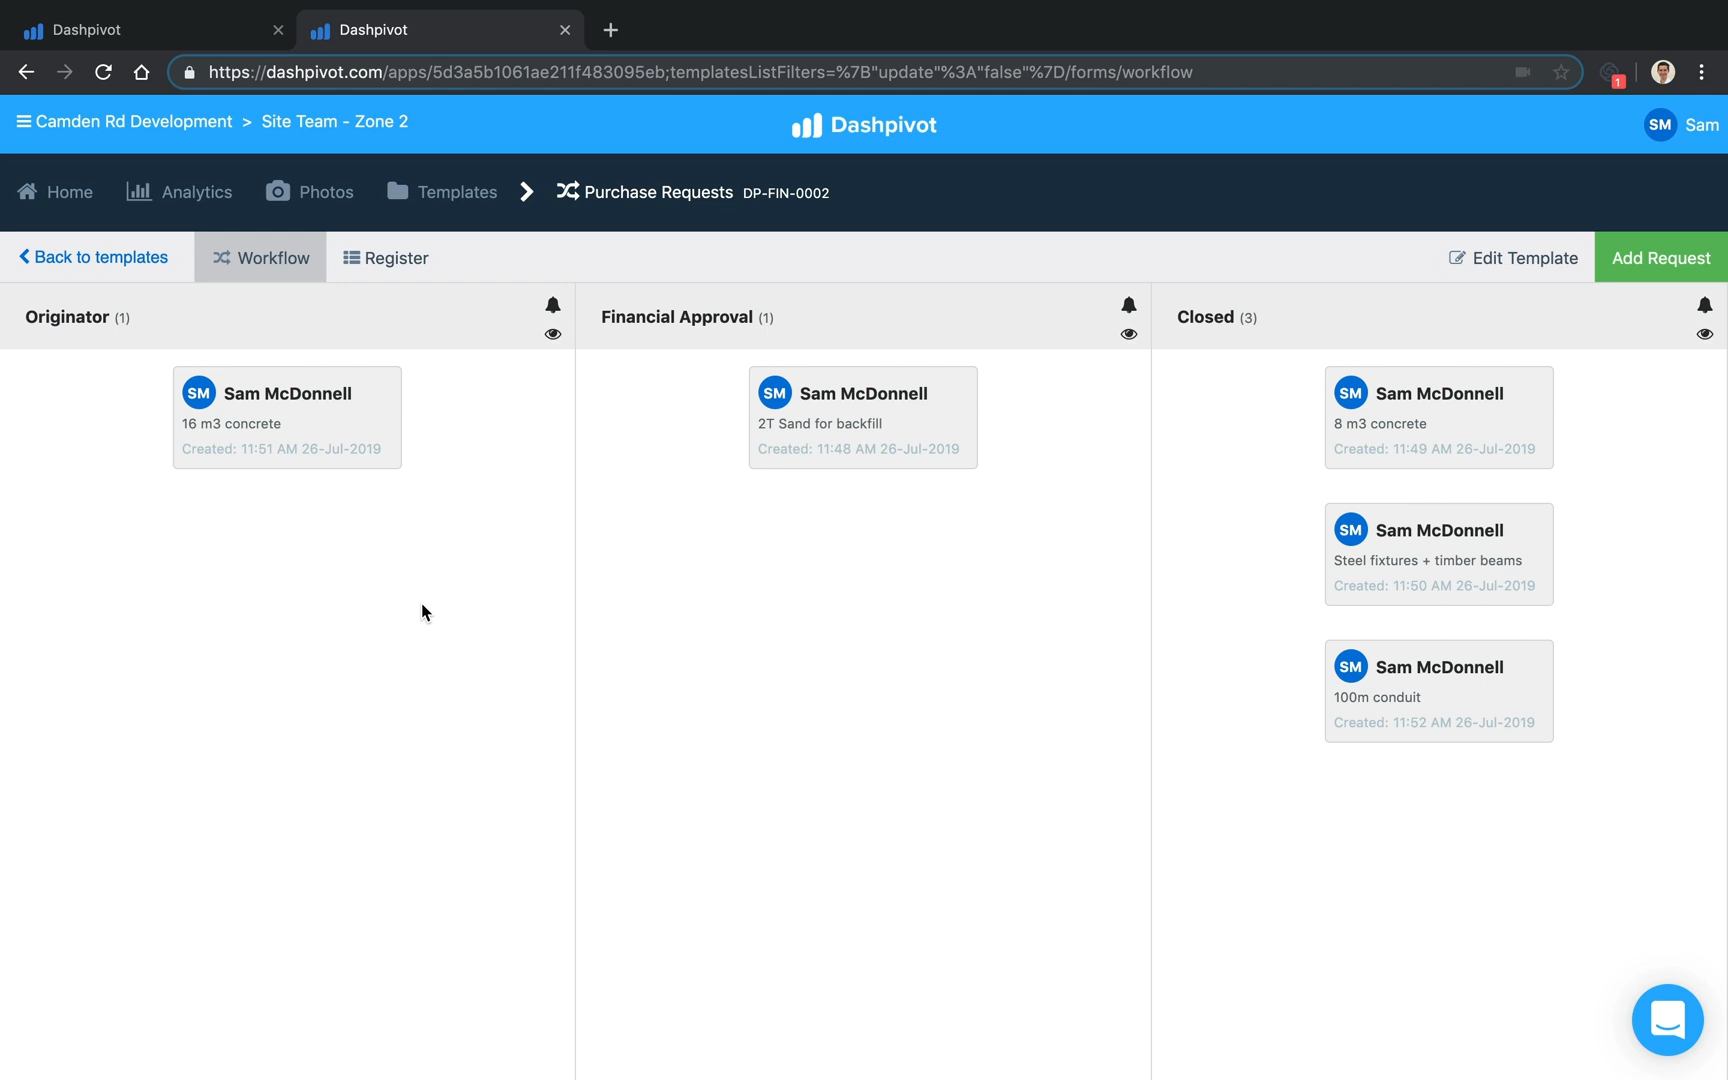 Dashpivot
Dashpivot
https://dashpivot.com/apps/5d3a5b1061ae211f483095eb;templatesListFilters=%7B"update"%3A"false"%7D/forms/workflow
1
Camden Rd Development > Site Team - Zone 2
Dashpivot
SM Sam
Home
Analytics
Photos
Templates
Purchase Requests DP-FIN-0002
Back to templates
Workflow
Register
Edit Template
Add Request
Originator (1)
Financial Approval (1)
Closed (3)
SM Sam McDonnell
16 m3 concrete
Created: 11:51 AM 26-Jul-2019
SM Sam McDonnell
2T Sand for backfill
Created: 11:48 AM 26-Jul-2019
SM Sam McDonnell
8 m3 concrete
Created: 11:49 AM 26-Jul-2019
SM Sam McDonnell
Steel fixtures + timber beams
Created: 11:50 AM 26-Jul-2019
SM Sam McDonnell
100m conduit
Created: 11:52 AM 26-Jul-2019